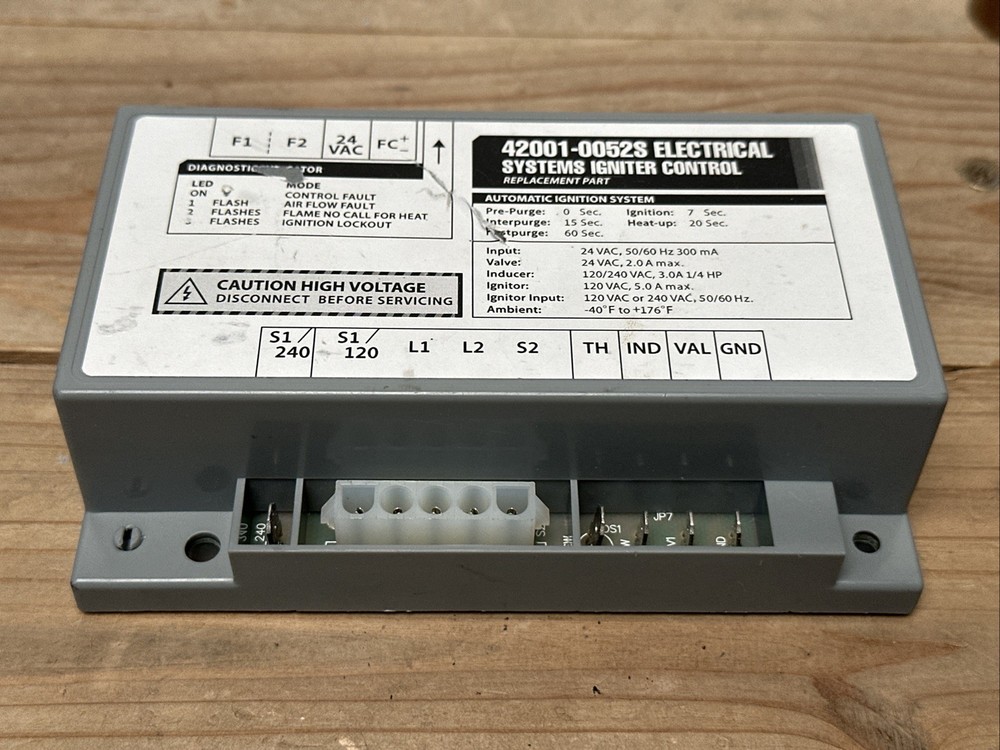 F1 F2 24 VAC FC + -
DIAGNOSTIC
LED MODE
ON CONTROL FAULT
1 FLASH AIR FLOW FAULT
2 FLASHES FLAME NO CALL FOR HEAT
3 FLASHES IGNITION LOCKOUT
CAUTION HIGH VOLTAGE
DISCONNECT BEFORE SERVICING
42001-0052S ELECTRICAL
SYSTEMS IGNITER CONTROL
REPLACEMENT PART
AUTOMATIC IGNITION SYSTEM
Pre-Purge: 0 Sec. Ignition: 7 Sec.
Interpurge: 15 Sec. Heat-up: 20 Sec.
Postpurge: 60 Sec.
Input: 24 VAC, 50/60 Hz 300 mA
Valve: 24 VAC, 2.0 A max.
Inducer: 120/240 VAC, 3.0A 1/4 HP
Ignitor: 120 VAC, 5.0 A max.
Ignitor Input: 120 VAC or 240 VAC, 50/60 Hz.
Ambient: -40°F to +176°F
S1/240 S1/120 L1 L2 S2 TH IND VAL GND
240 JP7